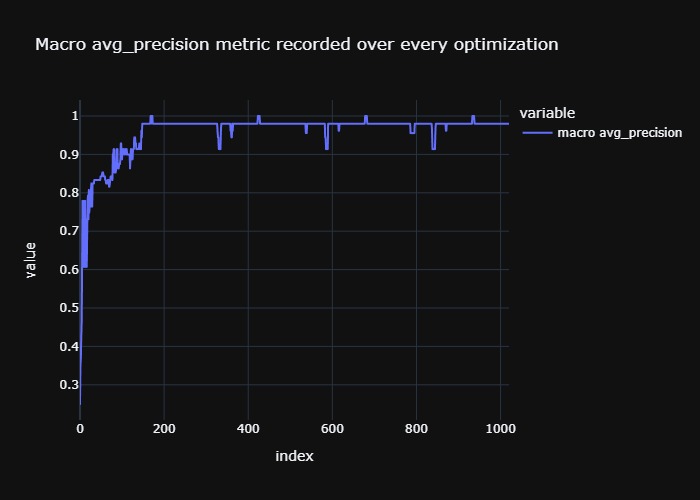 Macro avg_precision metric recorded over every optimization
variable
macro avg_precision
value
1
0.9
0.8
0.7
0.6
0.5
0.4
0.3
0
200
400
600
800
1000
index